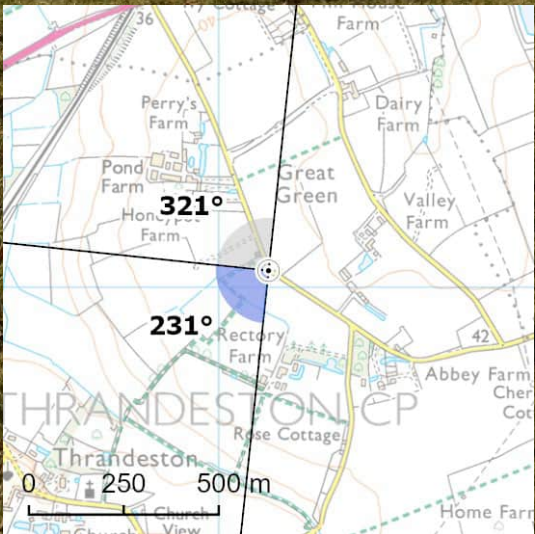 36
Farm
Perry's
Farm
Dairy
Farm
Pond
Farm
Great
Green
321°
Honeypot
Farm
Valley
Farm
231°
Rectory
Farm
42
Abbey Farm
THRANDESTON CP
Rose Cottage
Thrandeston
0 250 500 m
Church
View
Home Farm